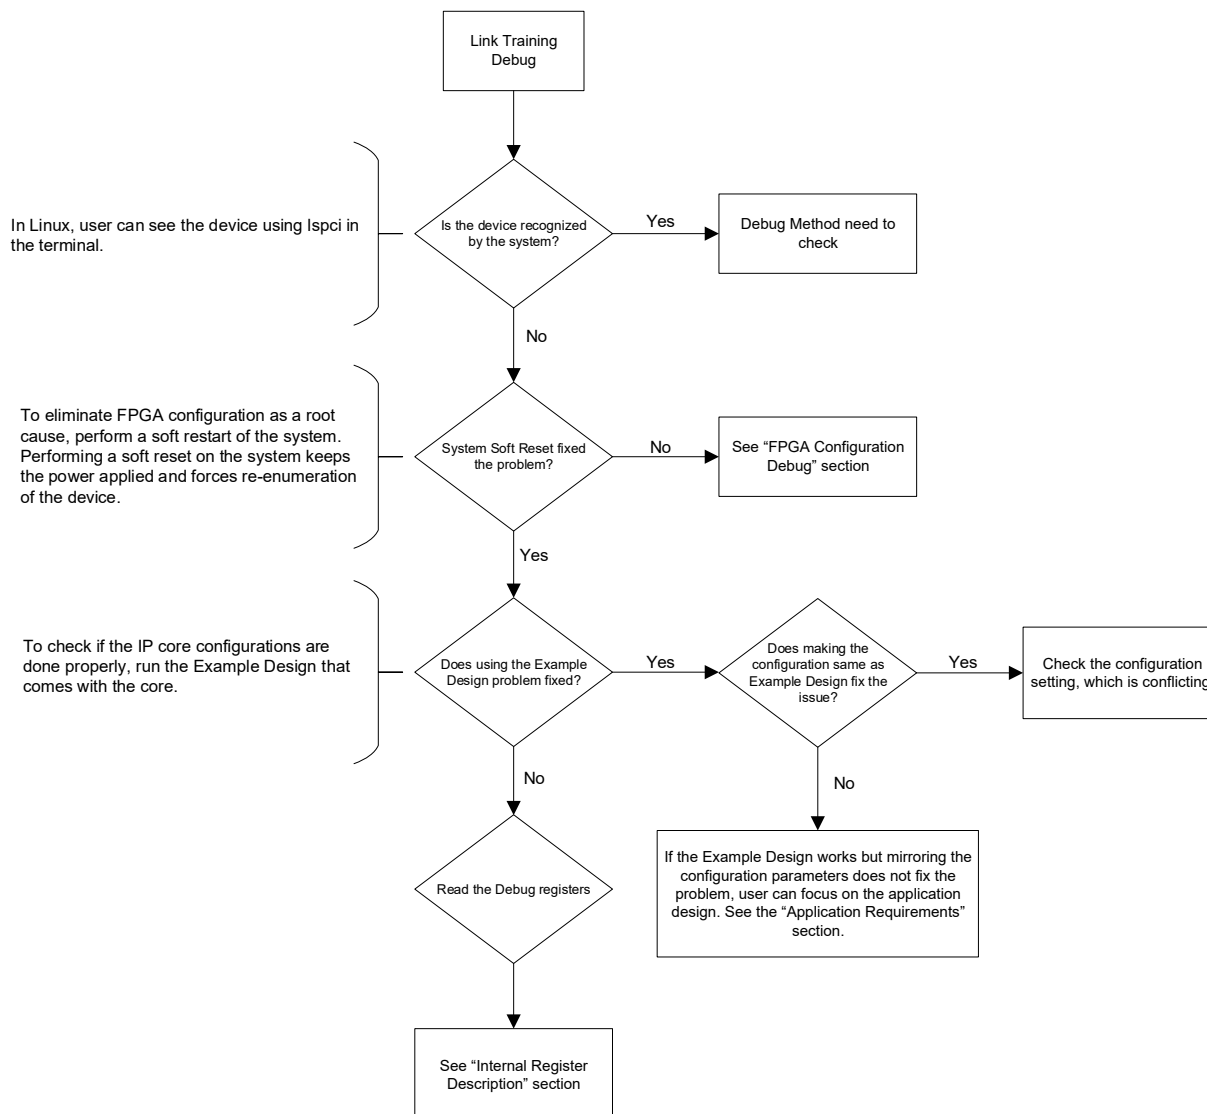 Link Training
Debug
In Linux, user can see the device using lspci in
the terminal.
Is the device recognized
by the system?
Yes
Debug Method need to
check
No
To eliminate FPGA configuration as a root
cause, perform a soft restart of the system.
Performing a soft reset on the system keeps
the power applied and forces re-enumeration
of the device.
System Soft Reset fixed
the problem?
No
See “FPGA Configuration
Debug” section
Yes
To check if the IP core configurations are
done properly, run the Example Design that
comes with the core.
Does using the Example
Design problem fixed?
Yes
Does making the
configuration same as
Example Design fix the
issue?
Yes
Check the configuration
setting, which is conflicting
No
No
Read the Debug registers
If the Example Design works but mirroring the
configuration parameters does not fix the
problem, user can focus on the application
design. See the “Application Requirements”
section.
See “Internal Register
Description” section